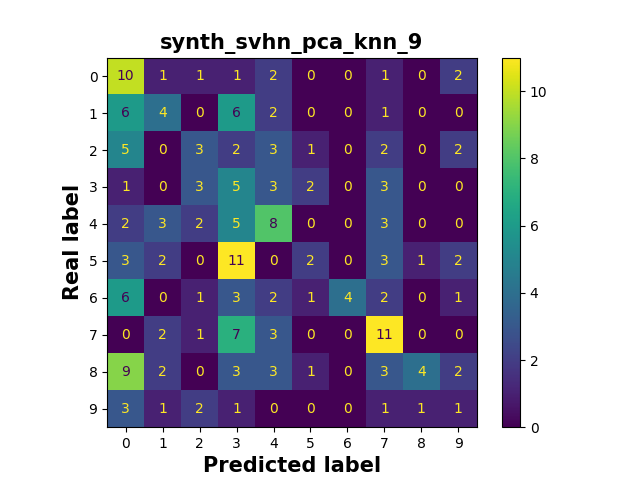 synth_svhn_pca_knn_9
Real label
0 10 1 1 1 2 0 0 1 0 2
1 6 4 0 6 2 0 0 1 0 0
2 5 0 3 2 3 1 0 2 0 2
3 1 0 3 5 3 2 0 3 0 0
4 2 3 2 5 8 0 0 3 0 0
5 3 2 0 11 0 2 0 3 1 2
6 6 0 1 3 2 1 4 2 0 1
7 0 2 1 7 3 0 0 11 0 0
8 9 2 0 3 3 1 0 3 4 2
9 3 1 2 1 0 0 0 1 1 1
0 1 2 3 4 5 6 7 8 9
Predicted label
10
8
6
4
2
0